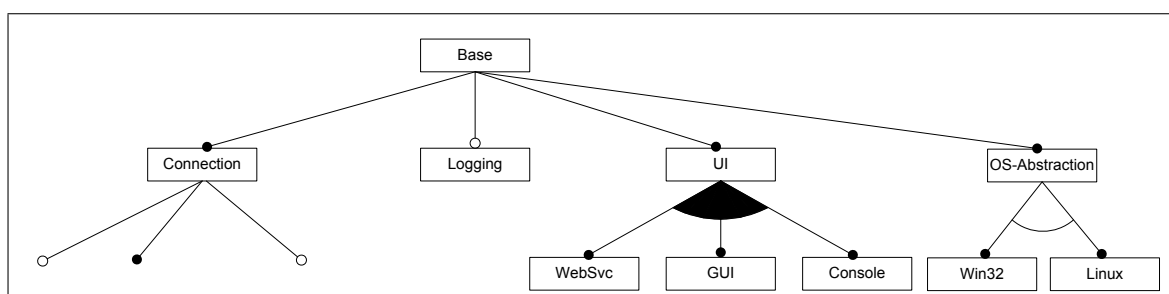 Base
Connection
Logging
UI
OS-Abstraction
WebSvc
GUI
Console
Win32
Linux